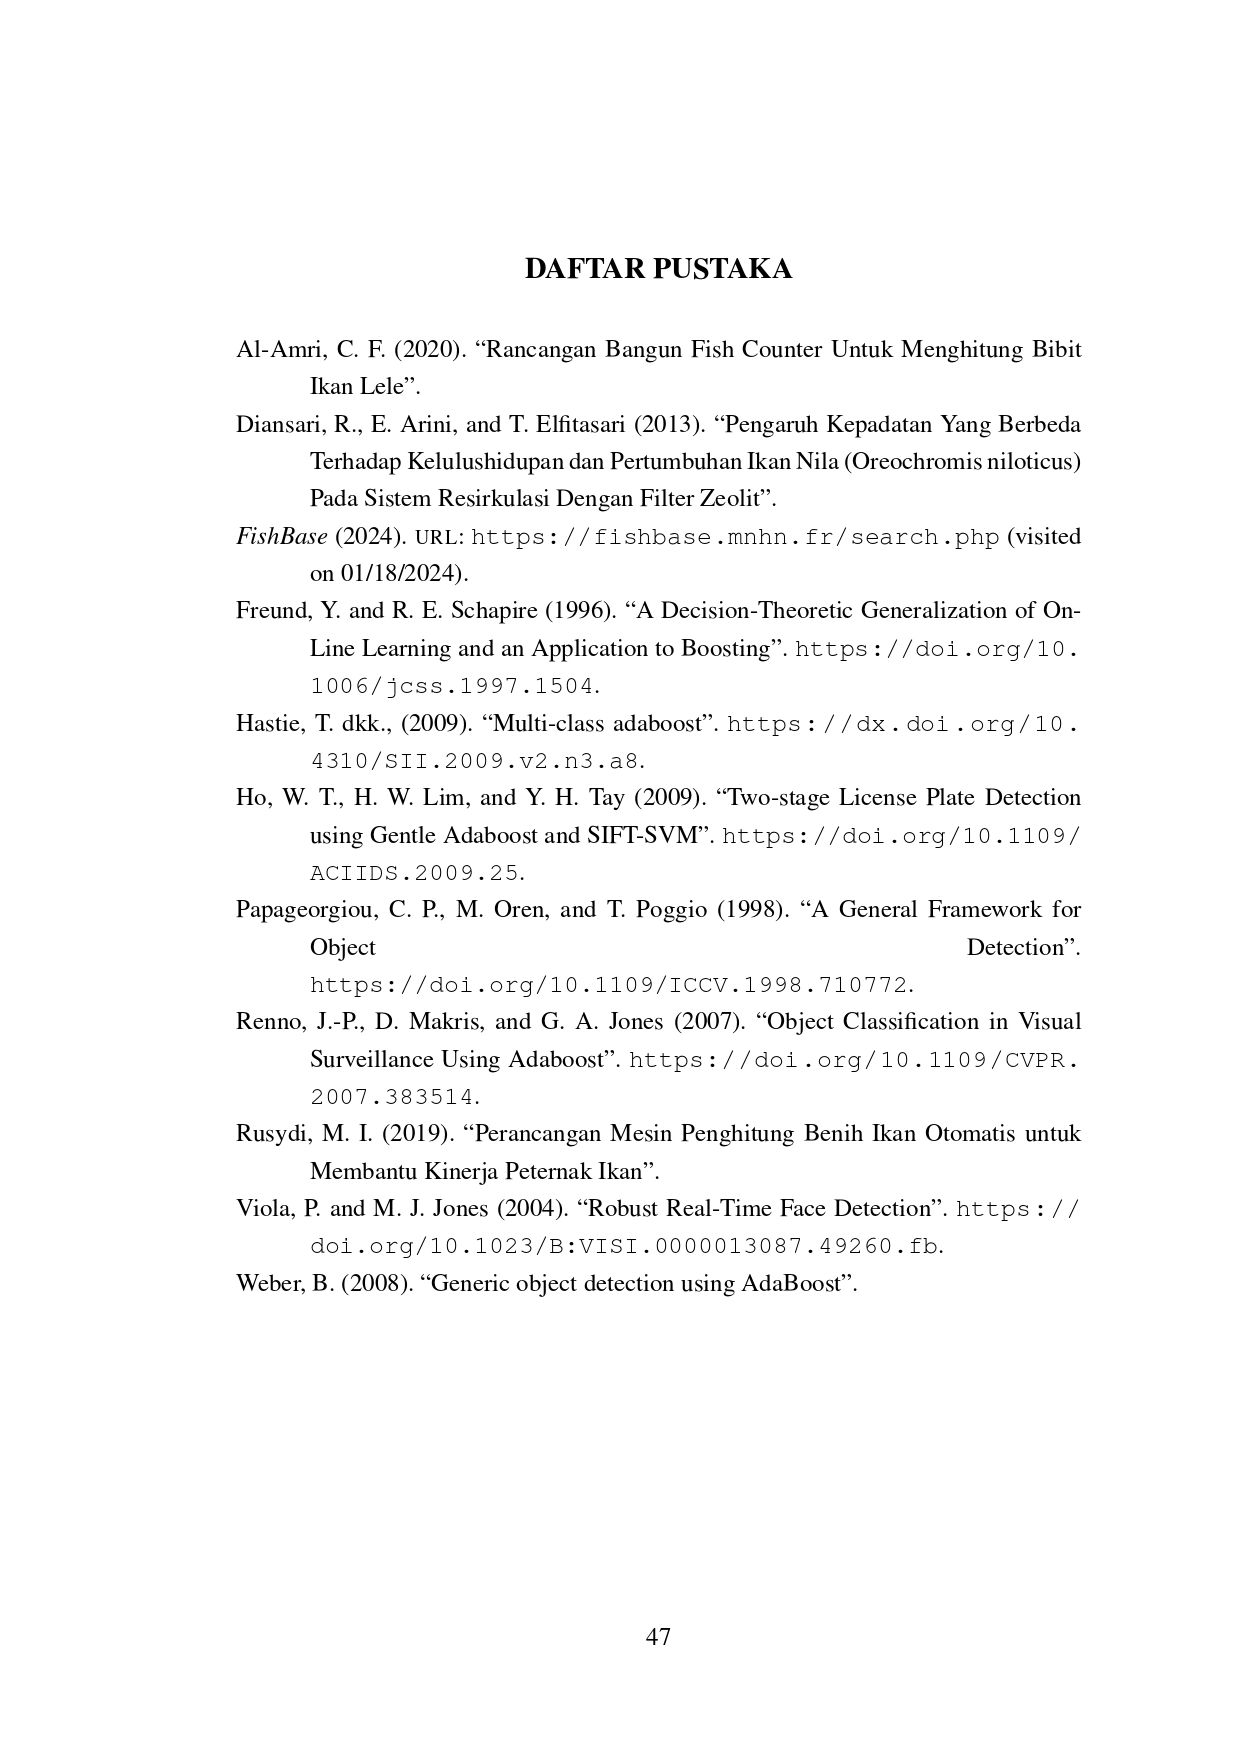 DAFTAR PUSTAKA
Al-Amri, C. F. (2020). “Rancangan Bangun Fish Counter Untuk Menghitung Bibit
Ikan Lele”.
Diansari, R., E. Arini, and T. Elfitasari (2013). “Pengaruh Kepadatan Yang Berbeda
Terhadap Kelulushidupan dan Pertumbuhan Ikan Nila (Oreochromis niloticus)
Pada Sistem Resirkulasi Dengan Filter Zeolit”.
FishBase (2024). URL: https://fishbase.mnhn.fr/search.php (visited
on 01/18/2024).
Freund, Y. and R. E. Schapire (1996). “A Decision-Theoretic Generalization of On-
Line Learning and an Application to Boosting”. https://doi.org/10.
1006/jcss.1997.1504.
Hastie, T. dkk., (2009). “Multi-class adaboost”. https://dx.doi.org/10.
4310/SII.2009.v2.n3.a8.
Ho, W. T., H. W. Lim, and Y. H. Tay (2009). “Two-stage License Plate Detection
using Gentle Adaboost and SIFT-SVM”. https://doi.org/10.1109/
ACIIDS.2009.25.
Papageorgiou, C. P., M. Oren, and T. Poggio (1998). “A General Framework for
Object Detection”.
https://doi.org/10.1109/ICCV.1998.710772.
Renno, J.-P., D. Makris, and G. A. Jones (2007). “Object Classification in Visual
Surveillance Using Adaboost”. https://doi.org/10.1109/CVPR.
2007.383514.
Rusydi, M. I. (2019). “Perancangan Mesin Penghitung Benih Ikan Otomatis untuk
Membantu Kinerja Peternak Ikan”.
Viola, P. and M. J. Jones (2004). “Robust Real-Time Face Detection”. https://
doi.org/10.1023/B:VISI.0000013087.49260.fb.
Weber, B. (2008). “Generic object detection using AdaBoost”.
47